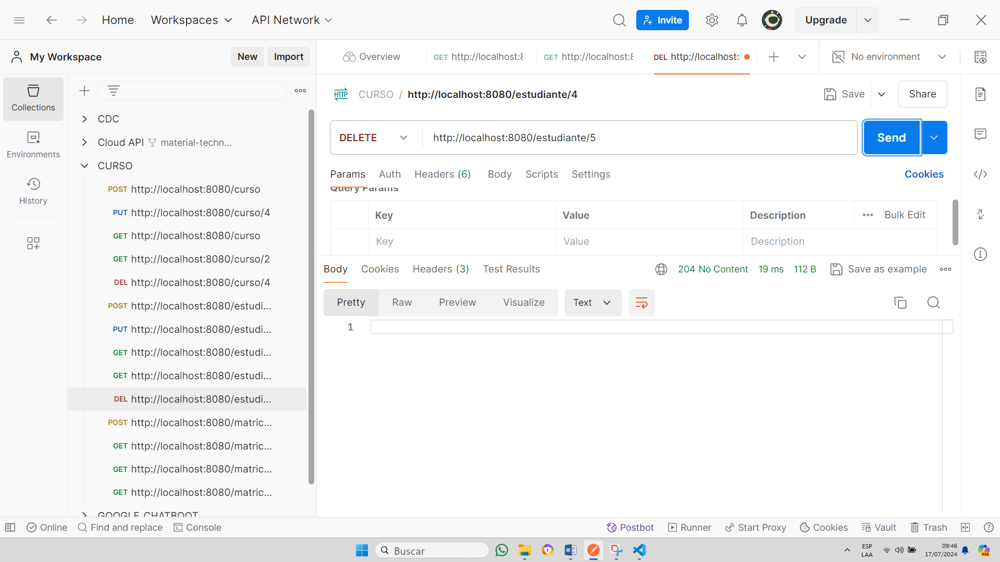 Home
Workspaces
API Network
Invite
Upgrade
My Workspace
New
Import
Overview
GET http://localhost:8
GET http://localhost:8
DEL http://localhost:
No environment
Collections
Environments
History
CDC
Cloud API material-techn...
CURSO
POST http://localhost:8080/curso
PUT http://localhost:8080/curso/4
GET http://localhost:8080/curso
GET http://localhost:8080/curso/2
DEL http://localhost:8080/curso/4
POST http://localhost:8080/estudi...
PUT http://localhost:8080/estudi...
GET http://localhost:8080/estudi...
GET http://localhost:8080/estudi...
DEL http://localhost:8080/estudi...
POST http://localhost:8080/matric...
GET http://localhost:8080/matric...
GET http://localhost:8080/matric...
GET http://localhost:8080/matric...
GOOGLE CHATBOOT
HTTP CURSO / http://localhost:8080/estudiante/4
Save
Share
DELETE
http://localhost:8080/estudiante/5
Send
Params Auth Headers (6) Body Scripts Settings
Cookies
Query Params
Key Value Description Bulk Edit
Key Value Description
Body Cookies Headers (3) Test Results
204 No Content 19 ms 112 B Save as example
Pretty Raw Preview Visualize Text
1
Online Find and replace Console
Postbot Runner Start Proxy Cookies Vault Trash
Buscar
ESP
LAA
09:46
17/07/2024
PRE